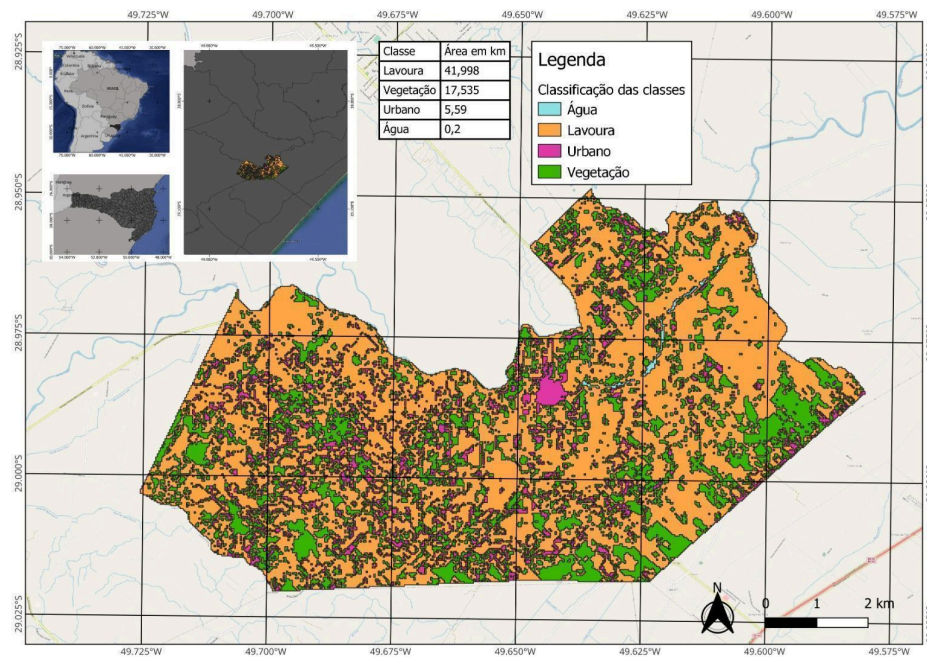 49.725°W 49.700°W 49.675°W 49.650°W 49.625°W 49.600°W 49.575°W
28.925°S
28.950°S
28.975°S
29.000°S
29.025°S
BRASIL
Classe Área em km
Lavoura 41,998
Vegetação 17,535
Urbano 5,59
Água 0,2
Legenda
Classificação das classes
Água
Lavoura
Urbano
Vegetação
N
0 1 2 km
49.725°W 49.700°W 49.675°W 49.650°W 49.625°W 49.600°W 49.575°W